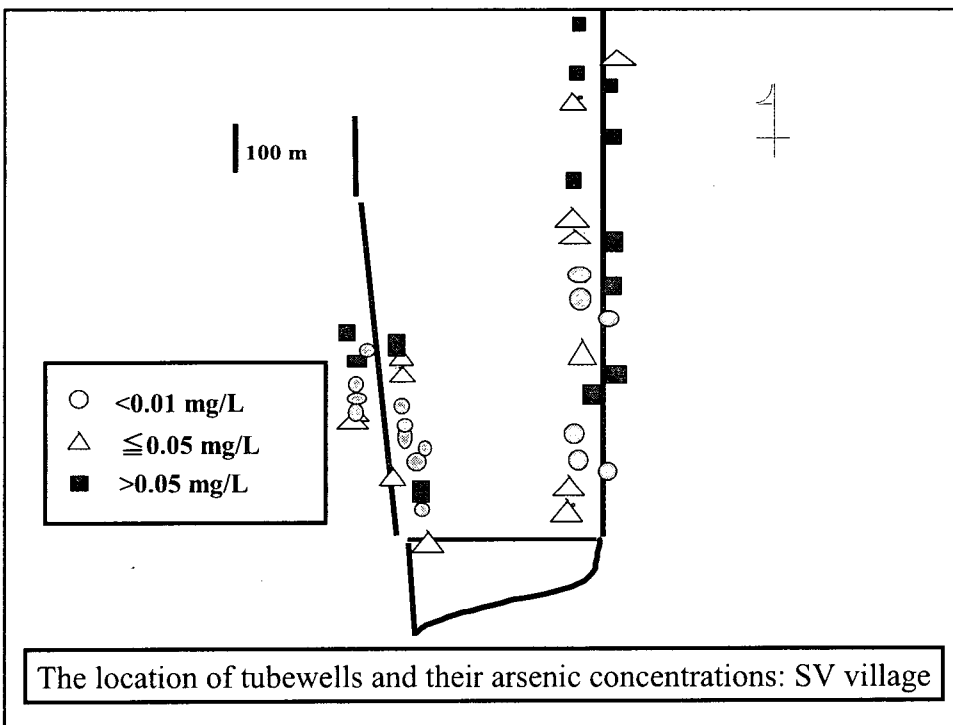 100 m
<0.01 mg/L
≦0.05 mg/L
>0.05 mg/L
The location of tubewells and their arsenic concentrations: SV village